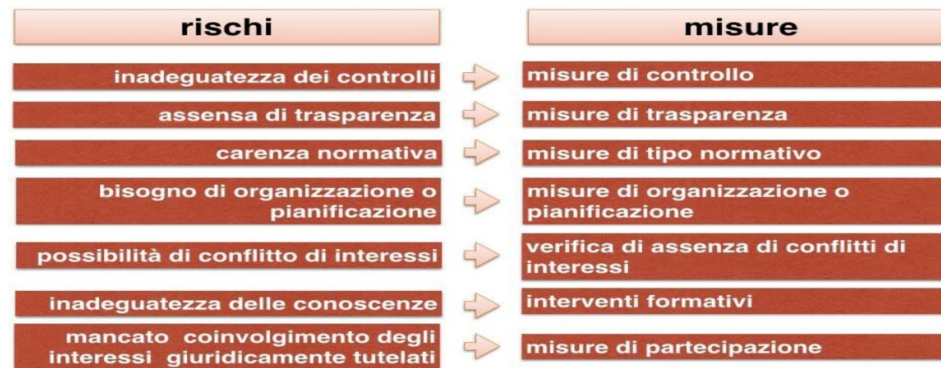 rischi
misure
inadeguatezza dei controlli
misure di controllo
assensa di trasparenza
misure di trasparenza
carenza normativa
misure di tipo normativo
bisogno di organizzazione o
pianificazione
misure di organizzazione o
pianificazione
possibilità di conflitto di interessi
verifica di assenza di conflitti di
interessi
inadeguatezza delle conoscenze
interventi formativi
mancato coinvolgimento degli
interessi giuridicamente tutelati
misure di partecipazione